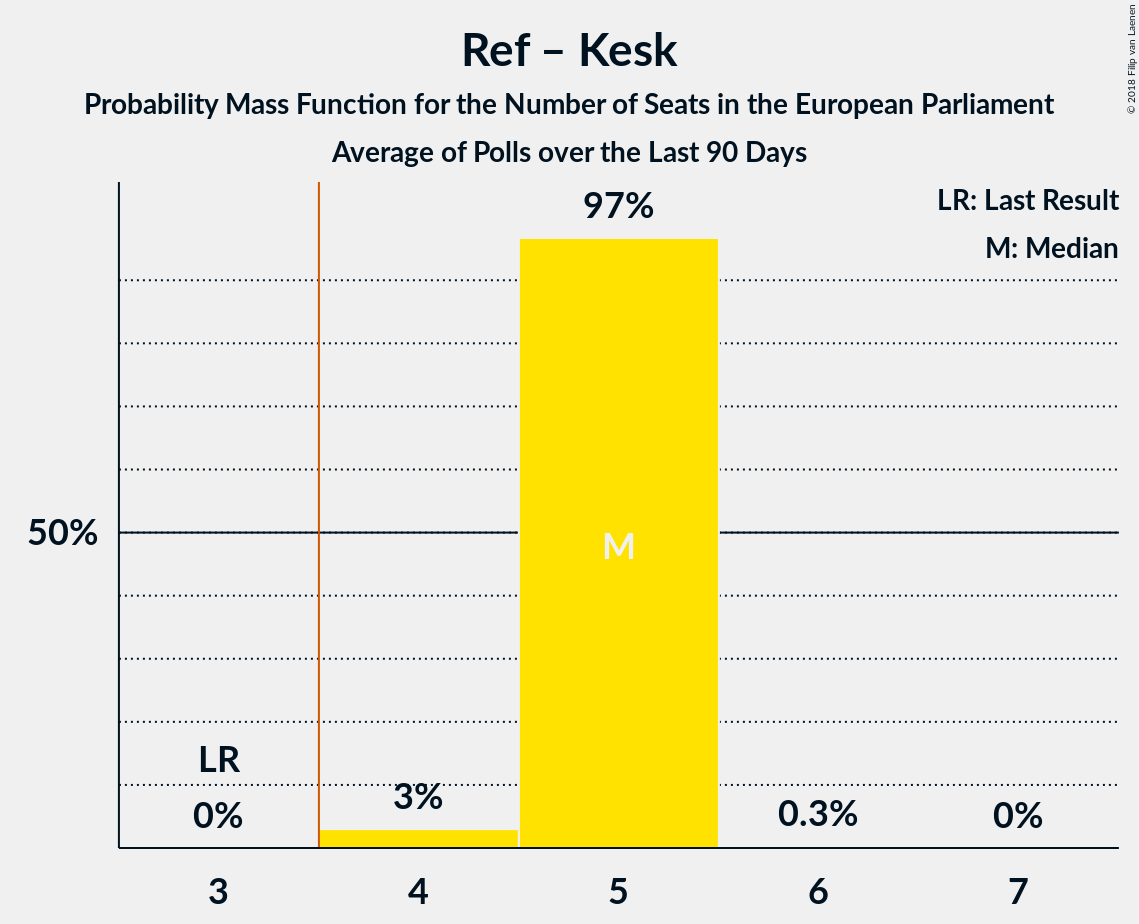 Ref – Kesk
Probability Mass Function for the Number of Seats in the European Parliament
Average of Polls over the Last 90 Days
© 2018 Filip van Laenen
LR: Last Result
M: Median
97%
50%
M
LR
0%
3%
0.3%
0%
3
4
5
6
7